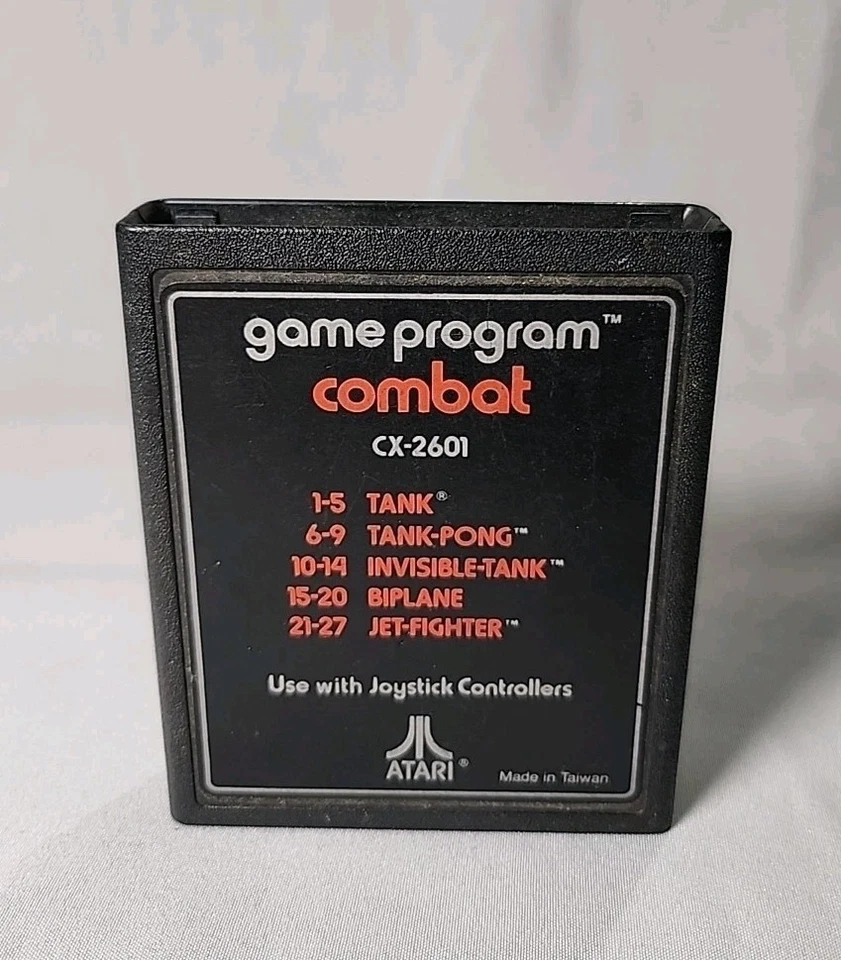 game program™
combat
CX-2601
1-5 TANK®
6-9 TANK-PONG™
10-14 INVISIBLE-TANK™
15-20 BIPLANE
21-27 JET-FIGHTER™
Use with Joystick Controllers
ATARI®
Made in Taiwan